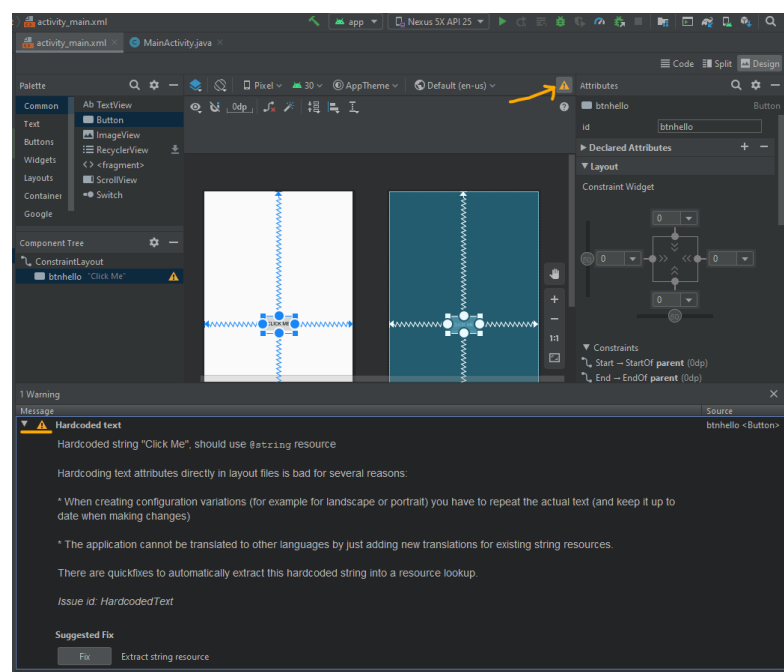 activity_main.xml
app
Nexus 5X API 25
activity_main.xml
MainActivity.java
Code
Split
Design
Palette
Pixel
30
AppTheme
Default (en-us)
Attributes
Common
Text
Buttons
Widgets
Layouts
Container
Google
Ab TextView
Button
ImageView
RecyclerView
<fragment>
ScrollView
Switch
0dp
btnhello
Button
id
btnhello
Declared Attributes
Layout
Constraint Widget
0
0
0
0
Constraints
Start → StartOf parent (0dp)
End → EndOf parent (0dp)
Component Tree
ConstraintLayout
btnhello "Click Me"
CLICK ME
1:1
1 Warning
Message
Source
Hardcoded text
btnhello <Button>
Hardcoded string "Click Me", should use @string resource
Hardcoding text attributes directly in layout files is bad for several reasons:
* When creating configuration variations (for example for landscape or portrait) you have to repeat the actual text (and keep it up to
date when making changes)
* The application cannot be translated to other languages by just adding new translations for existing string resources.
There are quickfixes to automatically extract this hardcoded string into a resource lookup.
Issue id: HardcodedText
Suggested Fix
Fix
Extract string resource